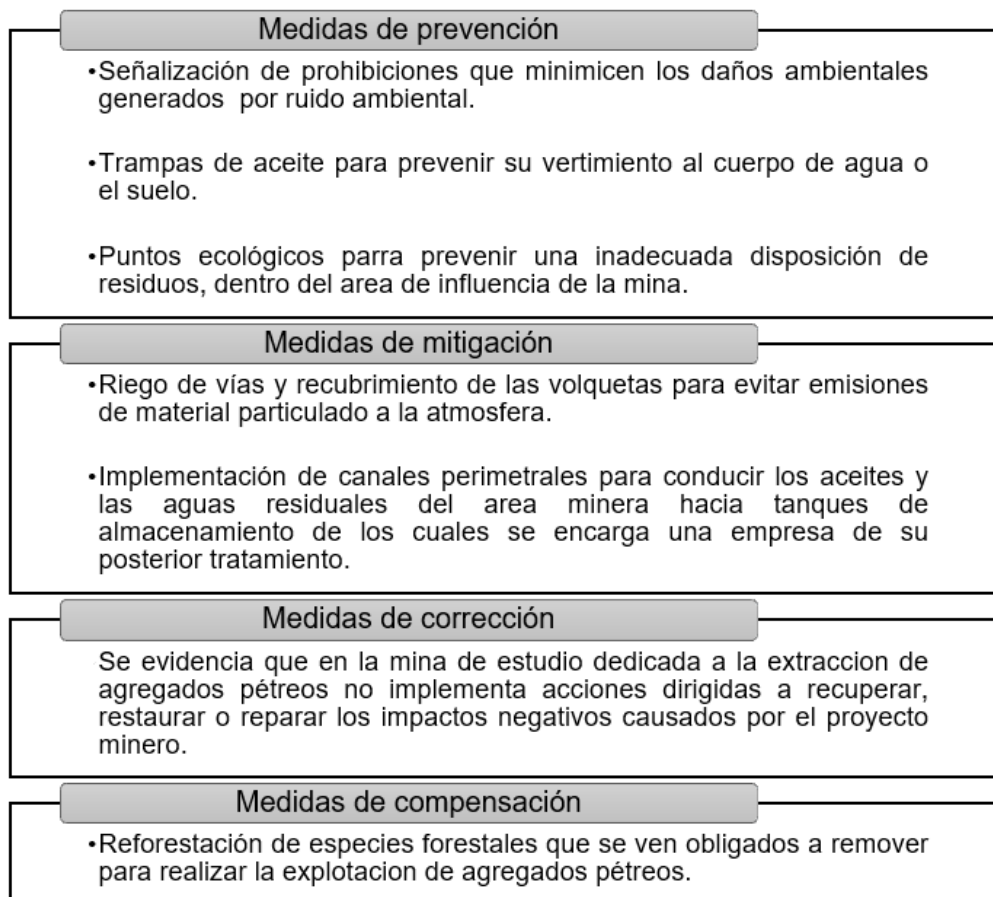 Medidas de prevención
•Señalización de prohibiciones que minimicen los daños ambientales
generados por ruido ambiental.
•Trampas de aceite para prevenir su vertimiento al cuerpo de agua o
el suelo.
•Puntos ecológicos parra prevenir una inadecuada disposición de
residuos, dentro del area de influencia de la mina.
Medidas de mitigación
•Riego de vías y recubrimiento de las volquetas para evitar emisiones
de material particulado a la atmosfera.
•Implementación de canales perimetrales para conducir los aceites y
las aguas residuales del area minera hacia tanques de
almacenamiento de los cuales se encarga una empresa de su
posterior tratamiento.
Medidas de corrección
Se evidencia que en la mina de estudio dedicada a la extraccion de
agregados pétreos no implementa acciones dirigidas a recuperar,
restaurar o reparar los impactos negativos causados por el proyecto
minero.
Medidas de compensación
•Reforestación de especies forestales que se ven obligados a remover
para realizar la explotacion de agregados pétreos.